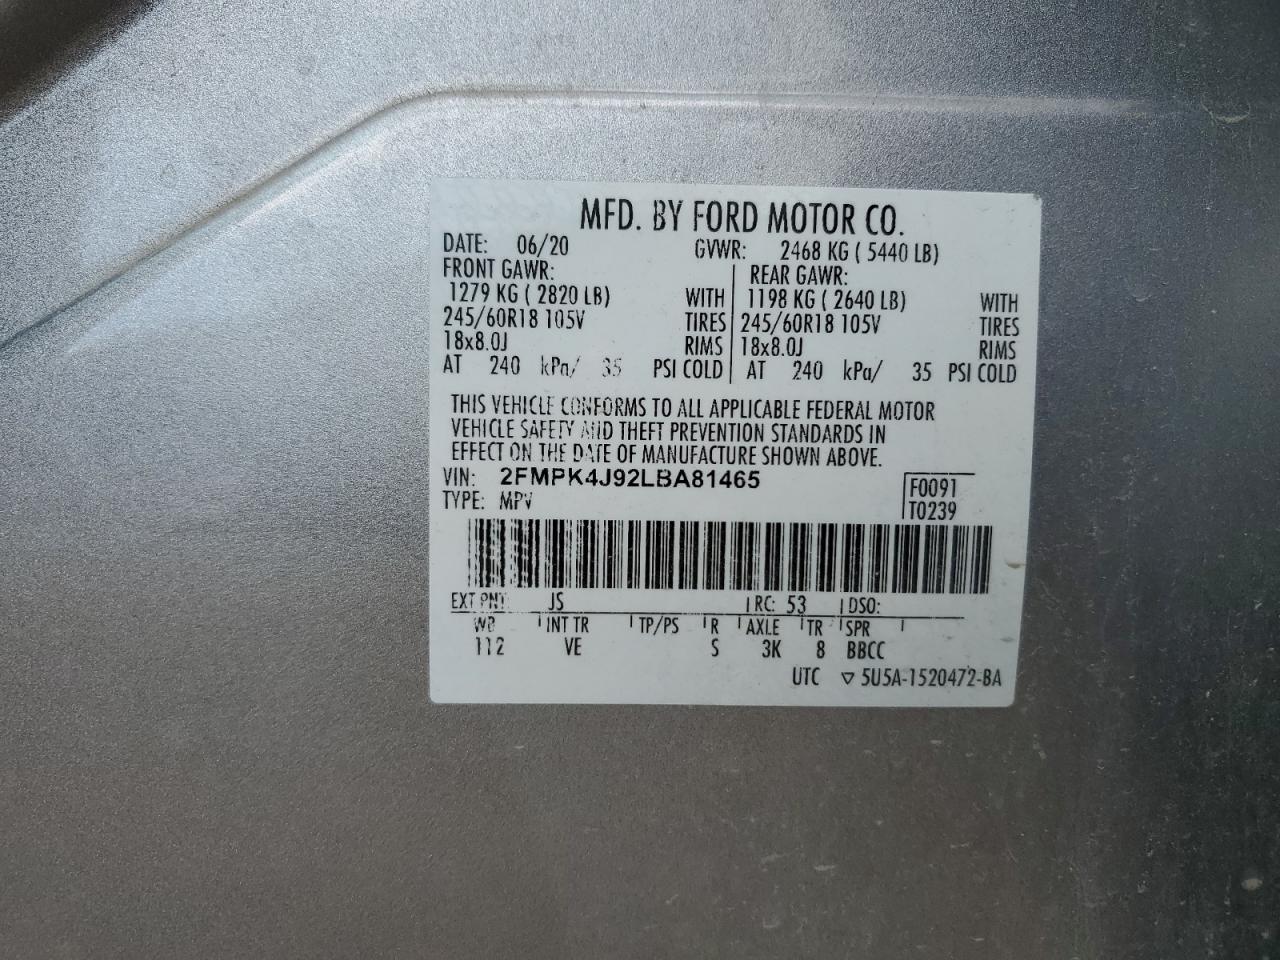 MFD. BY FORD MOTOR CO.
DATE: 06/20 GVWR: 2468 KG ( 5440 LB)
FRONT GAWR: REAR GAWR:
1279 KG ( 2820 LB) WITH 1198 KG ( 2640 LB) WITH
245/60R18 105V TIRES 245/60R18 105V TIRES
18x8.0J RIMS 18x8.0J RIMS
AT 240 kPa/ 35 PSI COLD AT 240 kPa/ 35 PSI COLD
THIS VEHICLE CONFORMS TO ALL APPLICABLE FEDERAL MOTOR
VEHICLE SAFETY AND THEFT PREVENTION STANDARDS IN
EFFECT ON THE DATE OF MANUFACTURE SHOWN ABOVE.
VIN: 2FMPK4J92LBA81465
TYPE: MPV
F0091
T0239
EXT PNT: JS RC: 53 DSO:
WB INT TR TP/PS R AXLE TR SPR
112 VE S 3K 8 BBCC
UTC ▽ 5U5A-1520472-BA